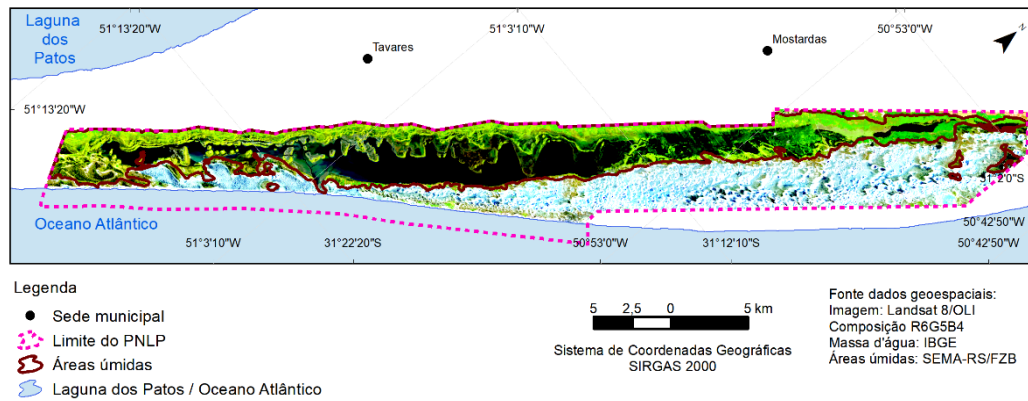 Laguna
dos
Patos
51°13'20"W
51°3'10"W
50°53'0"W
N
Tavares
Mostardas
51°13'20"W
51°2'0"S
Oceano Atlântico
51°3'10"W
31°22'20"S
50°53'0"W
31°12'10"S
50°42'50"W
50°42'50"W
Legenda
Sede municipal
Limite do PNLP
Áreas úmidas
Laguna dos Patos / Oceano Atlântico
5 2,5 0 5 km
Sistema de Coordenadas Geográficas
SIRGAS 2000
Fonte dados geoespaciais:
Imagem: Landsat 8/OLI
Composição R6G5B4
Massa d'água: IBGE
Áreas úmidas: SEMA-RS/FZB